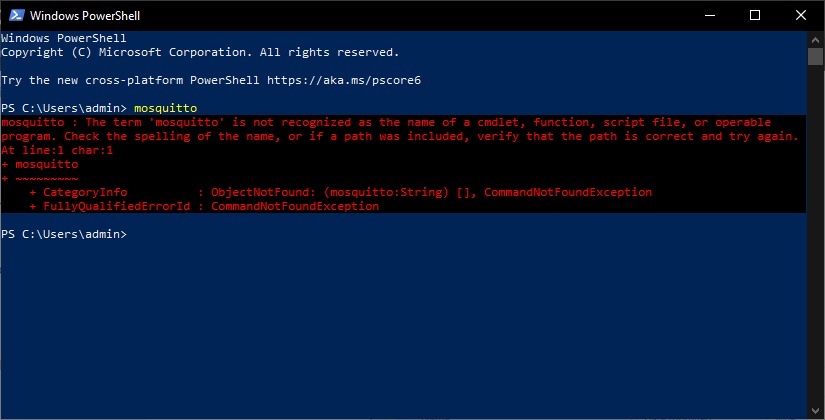 Windows PowerShell
Windows PowerShell
Copyright (C) Microsoft Corporation. All rights reserved.
Try the new cross-platform PowerShell https://aka.ms/pscore6
PS C:\Users\admin> mosquitto
mosquitto : The term 'mosquitto' is not recognized as the name of a cmdlet, function, script file, or operable
program. Check the spelling of the name, or if a path was included, verify that the path is correct and try again.
At line:1 char:1
+ mosquitto
+ ~~~~~~~~~
    + CategoryInfo          : ObjectNotFound: (mosquitto:String) [], CommandNotFoundException
    + FullyQualifiedErrorId : CommandNotFoundException
PS C:\Users\admin>